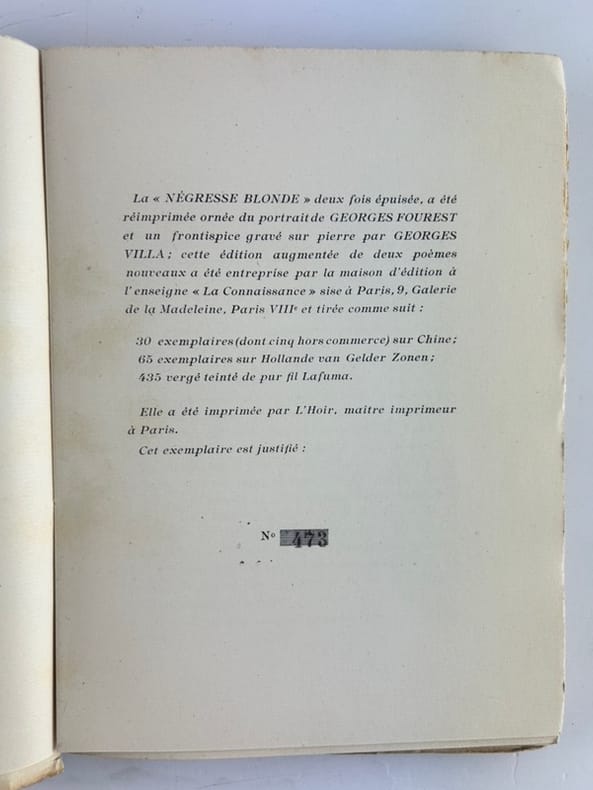 La « NÉGRESSE BLONDE » deux fois épuisée, a été
réimprimée ornée du portrait de GEORGES FOUREST
et un frontispice gravé sur pierre par GEORGES
VILLA ; cette édition augmentée de deux poèmes
nouveaux a été entreprise par la maison d'édition à
l'enseigne « La Connaissance » sise à Paris, 9, Galerie
de la Madeleine, Paris VIIIe et tirée comme suit :
30 exemplaires (dont cinq hors commerce) sur Chine ;
65 exemplaires sur Hollande van Gelder Zonen ;
435 vergé teinté de pur fil Lafuma.
Elle a été imprimée par L'Hoir, maitre imprimeur
à Paris.
Cet exemplaire est justifié :
No 473